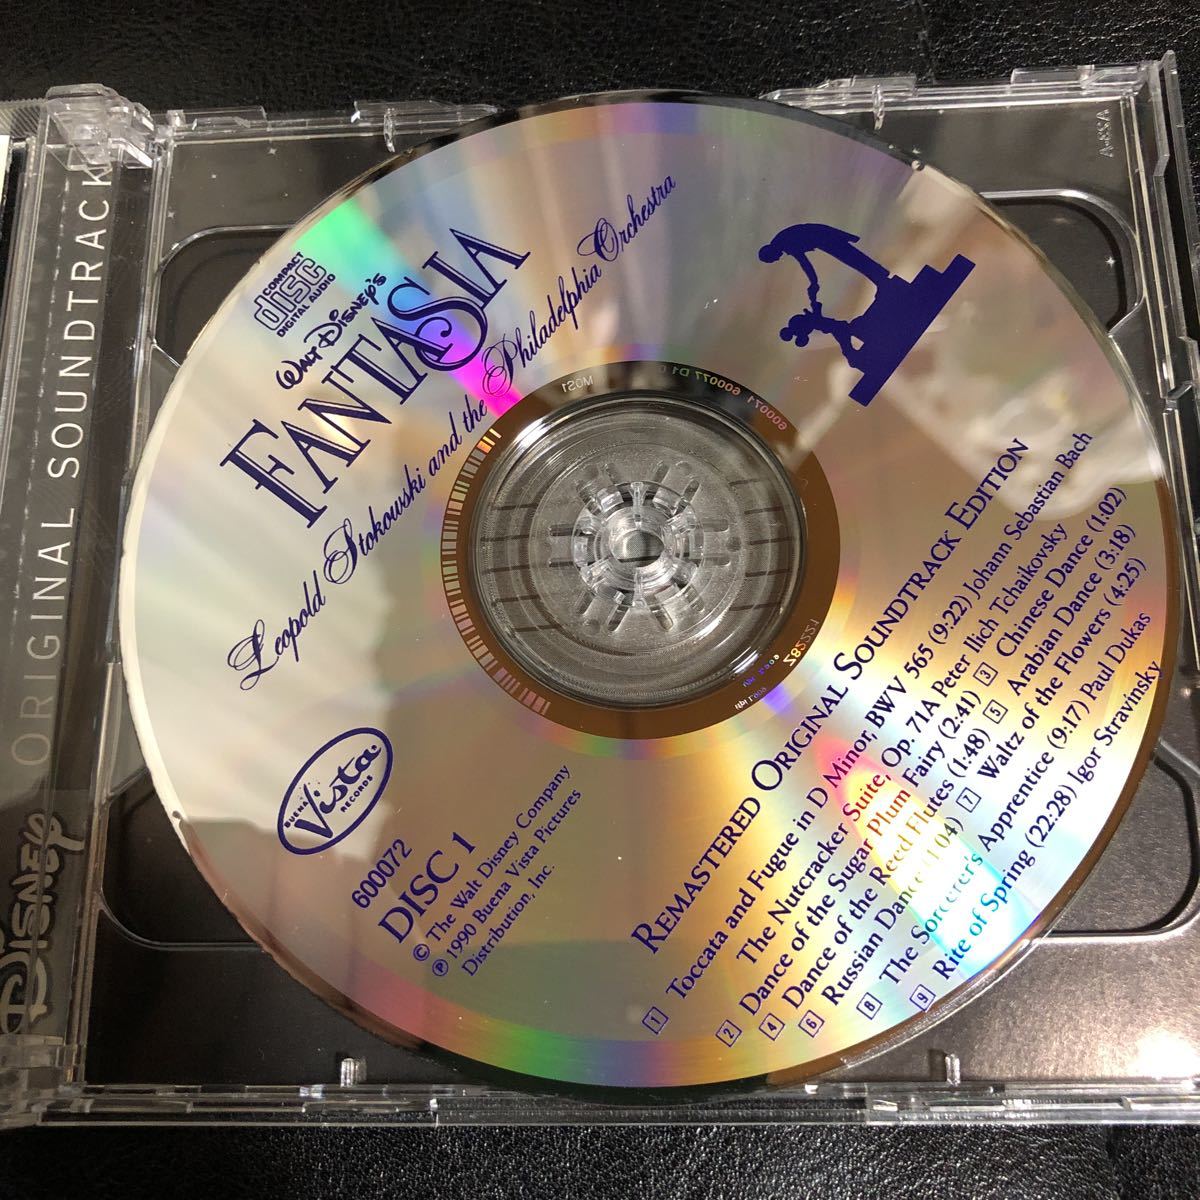 COMPACT
disc
DIGITAL AUDIO
WALT DISNEY'S
FANTASIA
Leopold Stokowski and the Philadelphia Orchestra
BUENA
Vista
RECORDS
600072
DISC 1
© The Walt Disney Company
℗ 1990 Buena Vista Pictures
Distribution, Inc.
REMASTERED ORIGINAL SOUNDTRACK EDITION
1 Toccata and Fugue in D Minor, BWV 565 (9:22) Johann Sebastian Bach
The Nutcracker Suite, Op. 71A Peter Ilich Tchaikovsky
2 Dance of the Sugar Plum Fairy (2:41) 3 Chinese Dance (1:02)
4 Dance of the Reed Flutes (1:48) 5 Arabian Dance (3:18)
6 Russian Dance (1:04) 7 Waltz of the Flowers (4:25)
8 The Sorcerer's Apprentice (9:17) Paul Dukas
9 Rite of Spring (22:28) Igor Stravinsky
DISNEY ORIGINAL SOUNDTRACK